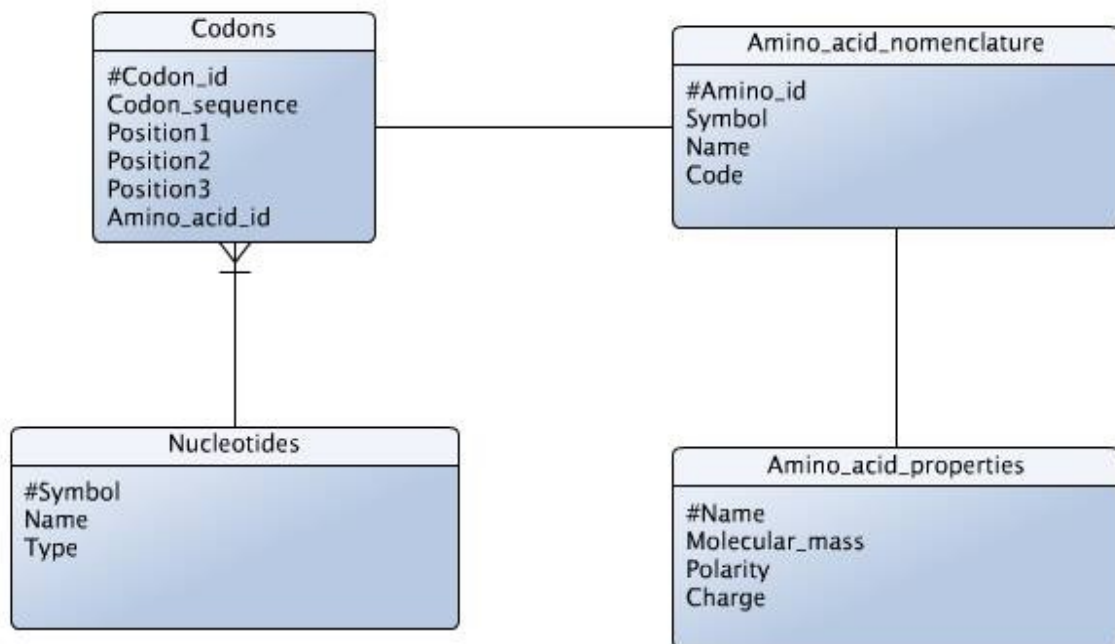 Codons
#Codon_id
Codon_sequence
Position1
Position2
Position3
Amino_acid_id
Amino_acid_nomenclature
#Amino_id
Symbol
Name
Code
Nucleotides
#Symbol
Name
Type
Amino_acid_properties
#Name
Molecular_mass
Polarity
Charge